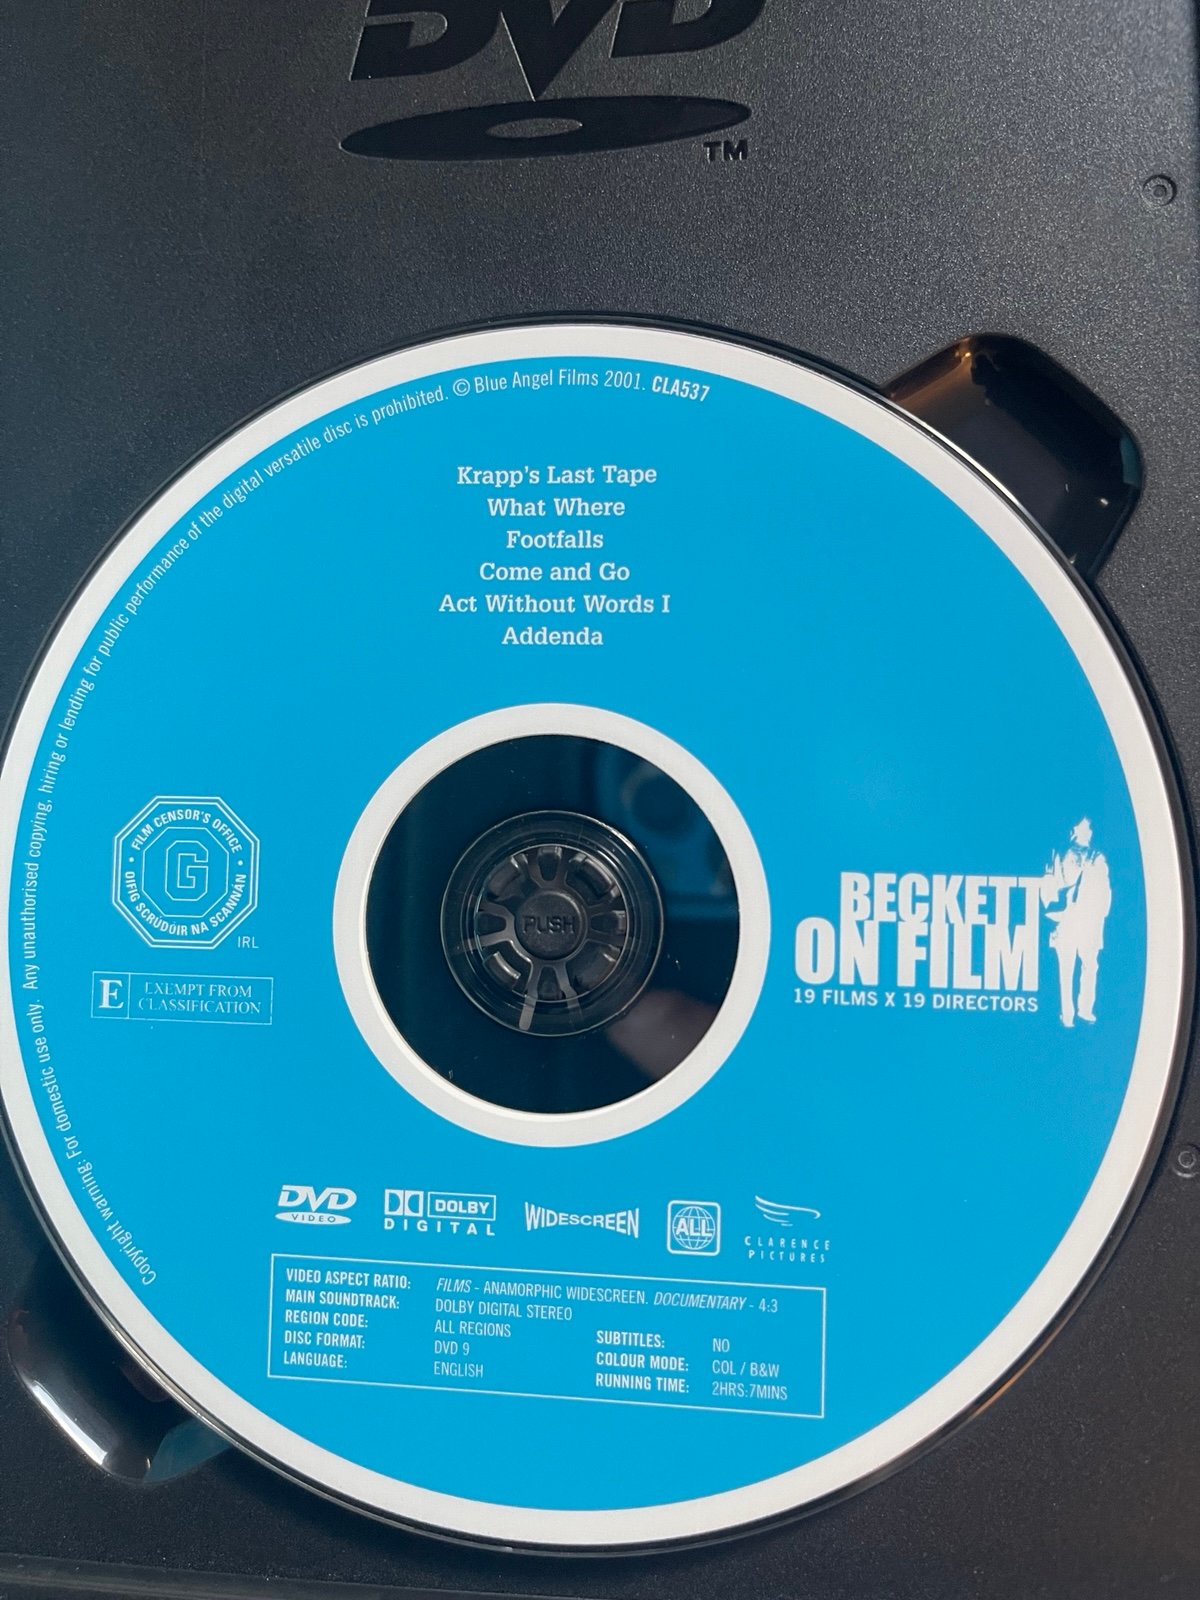 DVD
TM
Copyright warning: For domestic use only. Any unauthorised copying, hiring or lending for public performance of the digital versatile disc is prohibited. © Blue Angel Films 2001. CLA537
Krapp's Last Tape
What Where
Footfalls
Come and Go
Act Without Words I
Addenda
• FILM CENSOR'S OFFICE •
G
OIFIG SCRÚDÓIR NA SCANNÁN
IRL
E EXEMPT FROM
CLASSIFICATION
PUSH
BECKETT
ON FILM
19 FILMS X 19 DIRECTORS
DVD
VIDEO
DOLBY
DIGITAL
WIDESCREEN
ALL
CLARENCE
PICTURES
VIDEO ASPECT RATIO: FILMS - ANAMORPHIC WIDESCREEN. DOCUMENTARY - 4:3
MAIN SOUNDTRACK: DOLBY DIGITAL STEREO
REGION CODE: ALL REGIONS
DISC FORMAT: DVD 9
LANGUAGE: ENGLISH
SUBTITLES: NO
COLOUR MODE: COL / B&W
RUNNING TIME: 2HRS:7MINS